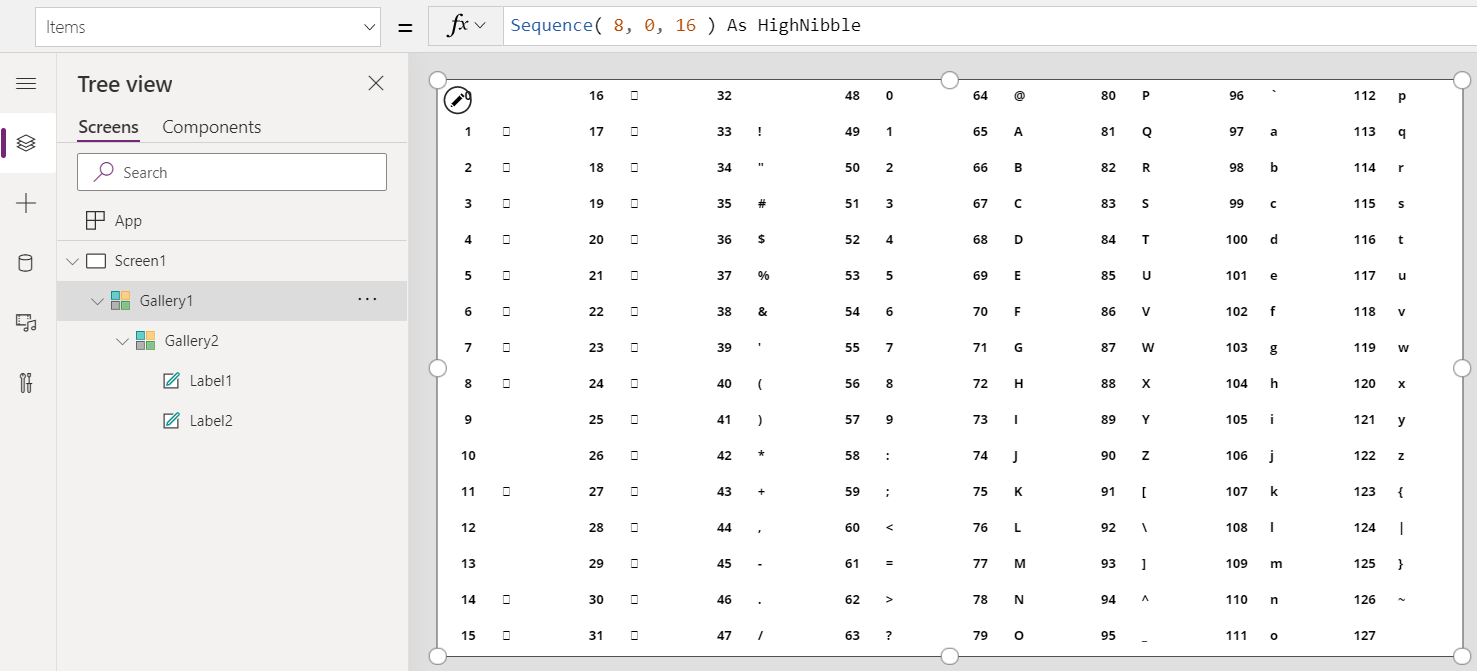 Items = fx Sequence( 8, 0, 16 ) As HighNibble
Tree view
Screens Components
Search
App
Screen1
Gallery1 ...
Gallery2
Label1
Label2
0 16 □ 32 48 0 64 @ 80 P 96 ` 112 p
1 □ 17 □ 33 ! 49 1 65 A 81 Q 97 a 113 q
2 □ 18 □ 34 " 50 2 66 B 82 R 98 b 114 r
3 □ 19 □ 35 # 51 3 67 C 83 S 99 c 115 s
4 □ 20 □ 36 $ 52 4 68 D 84 T 100 d 116 t
5 □ 21 □ 37 % 53 5 69 E 85 U 101 e 117 u
6 □ 22 □ 38 & 54 6 70 F 86 V 102 f 118 v
7 □ 23 □ 39 ' 55 7 71 G 87 W 103 g 119 w
8 □ 24 □ 40 ( 56 8 72 H 88 X 104 h 120 x
9 25 □ 41 ) 57 9 73 I 89 Y 105 i 121 y
10 26 □ 42 * 58 : 74 J 90 Z 106 j 122 z
11 □ 27 □ 43 + 59 ; 75 K 91 [ 107 k 123 {
12 28 □ 44 , 60 < 76 L 92 \ 108 l 124 |
13 29 □ 45 - 61 = 77 M 93 ] 109 m 125 }
14 □ 30 □ 46 . 62 > 78 N 94 ^ 110 n 126 ~
15 □ 31 □ 47 / 63 ? 79 O 95 _ 111 o 127